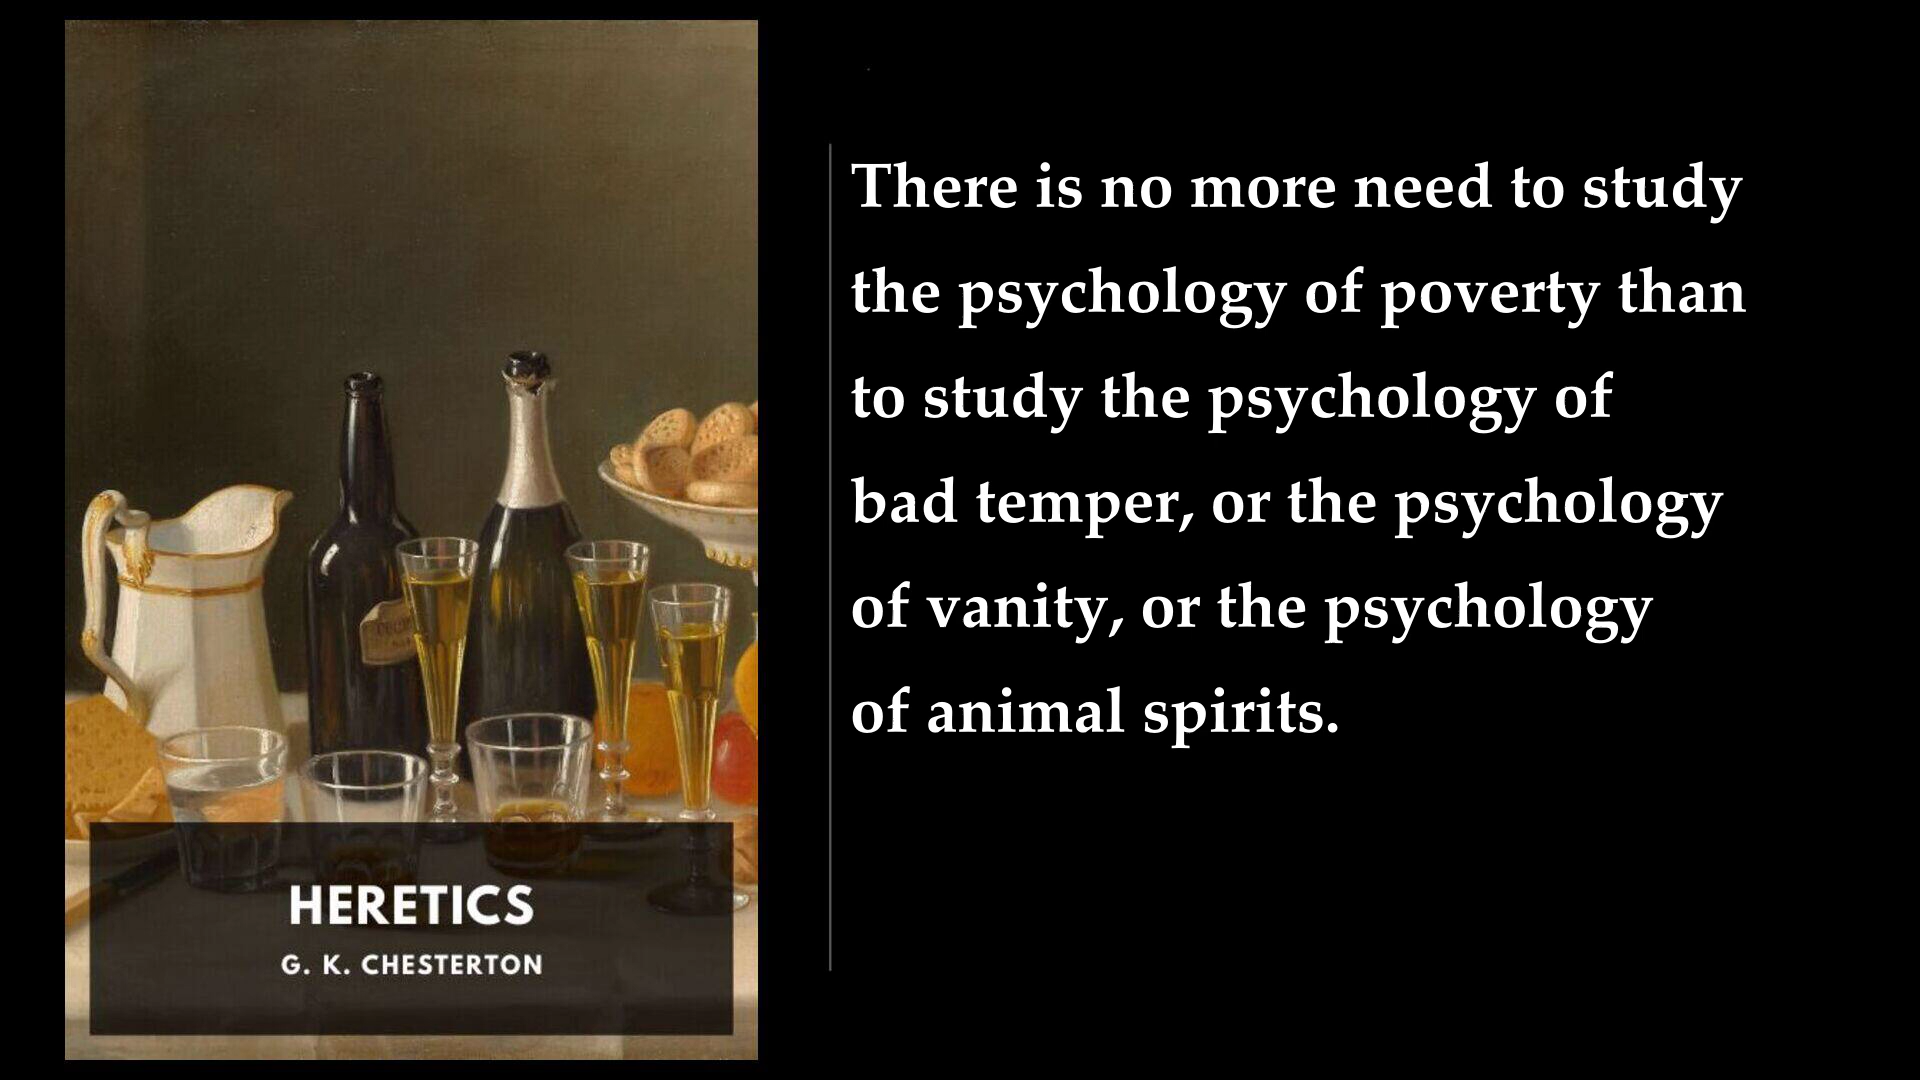 There is no more need to study
the psychology of poverty than
to study the psychology of
bad temper, or the psychology
of vanity, or the psychology
of animal spirits.
HERETICS
G. K. CHESTERTON